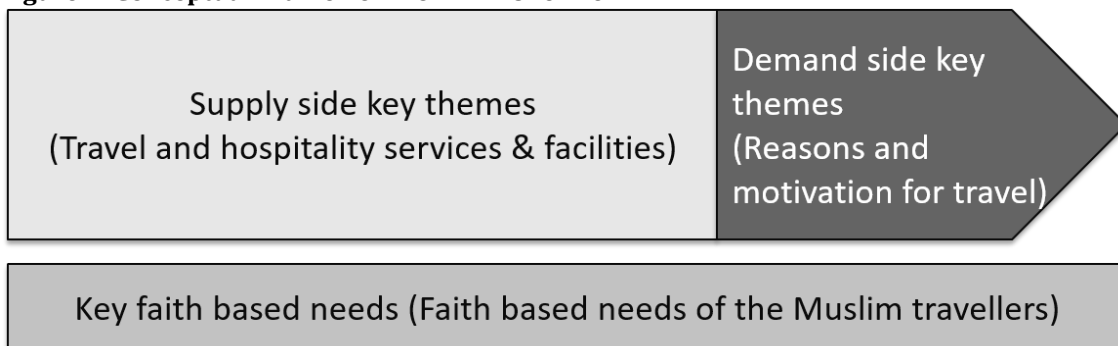 Supply side key themes
(Travel and hospitality services & facilities)
Demand side key
themes
(Reasons and
motivation for travel)
Key faith based needs (Faith based needs of the Muslim travellers)